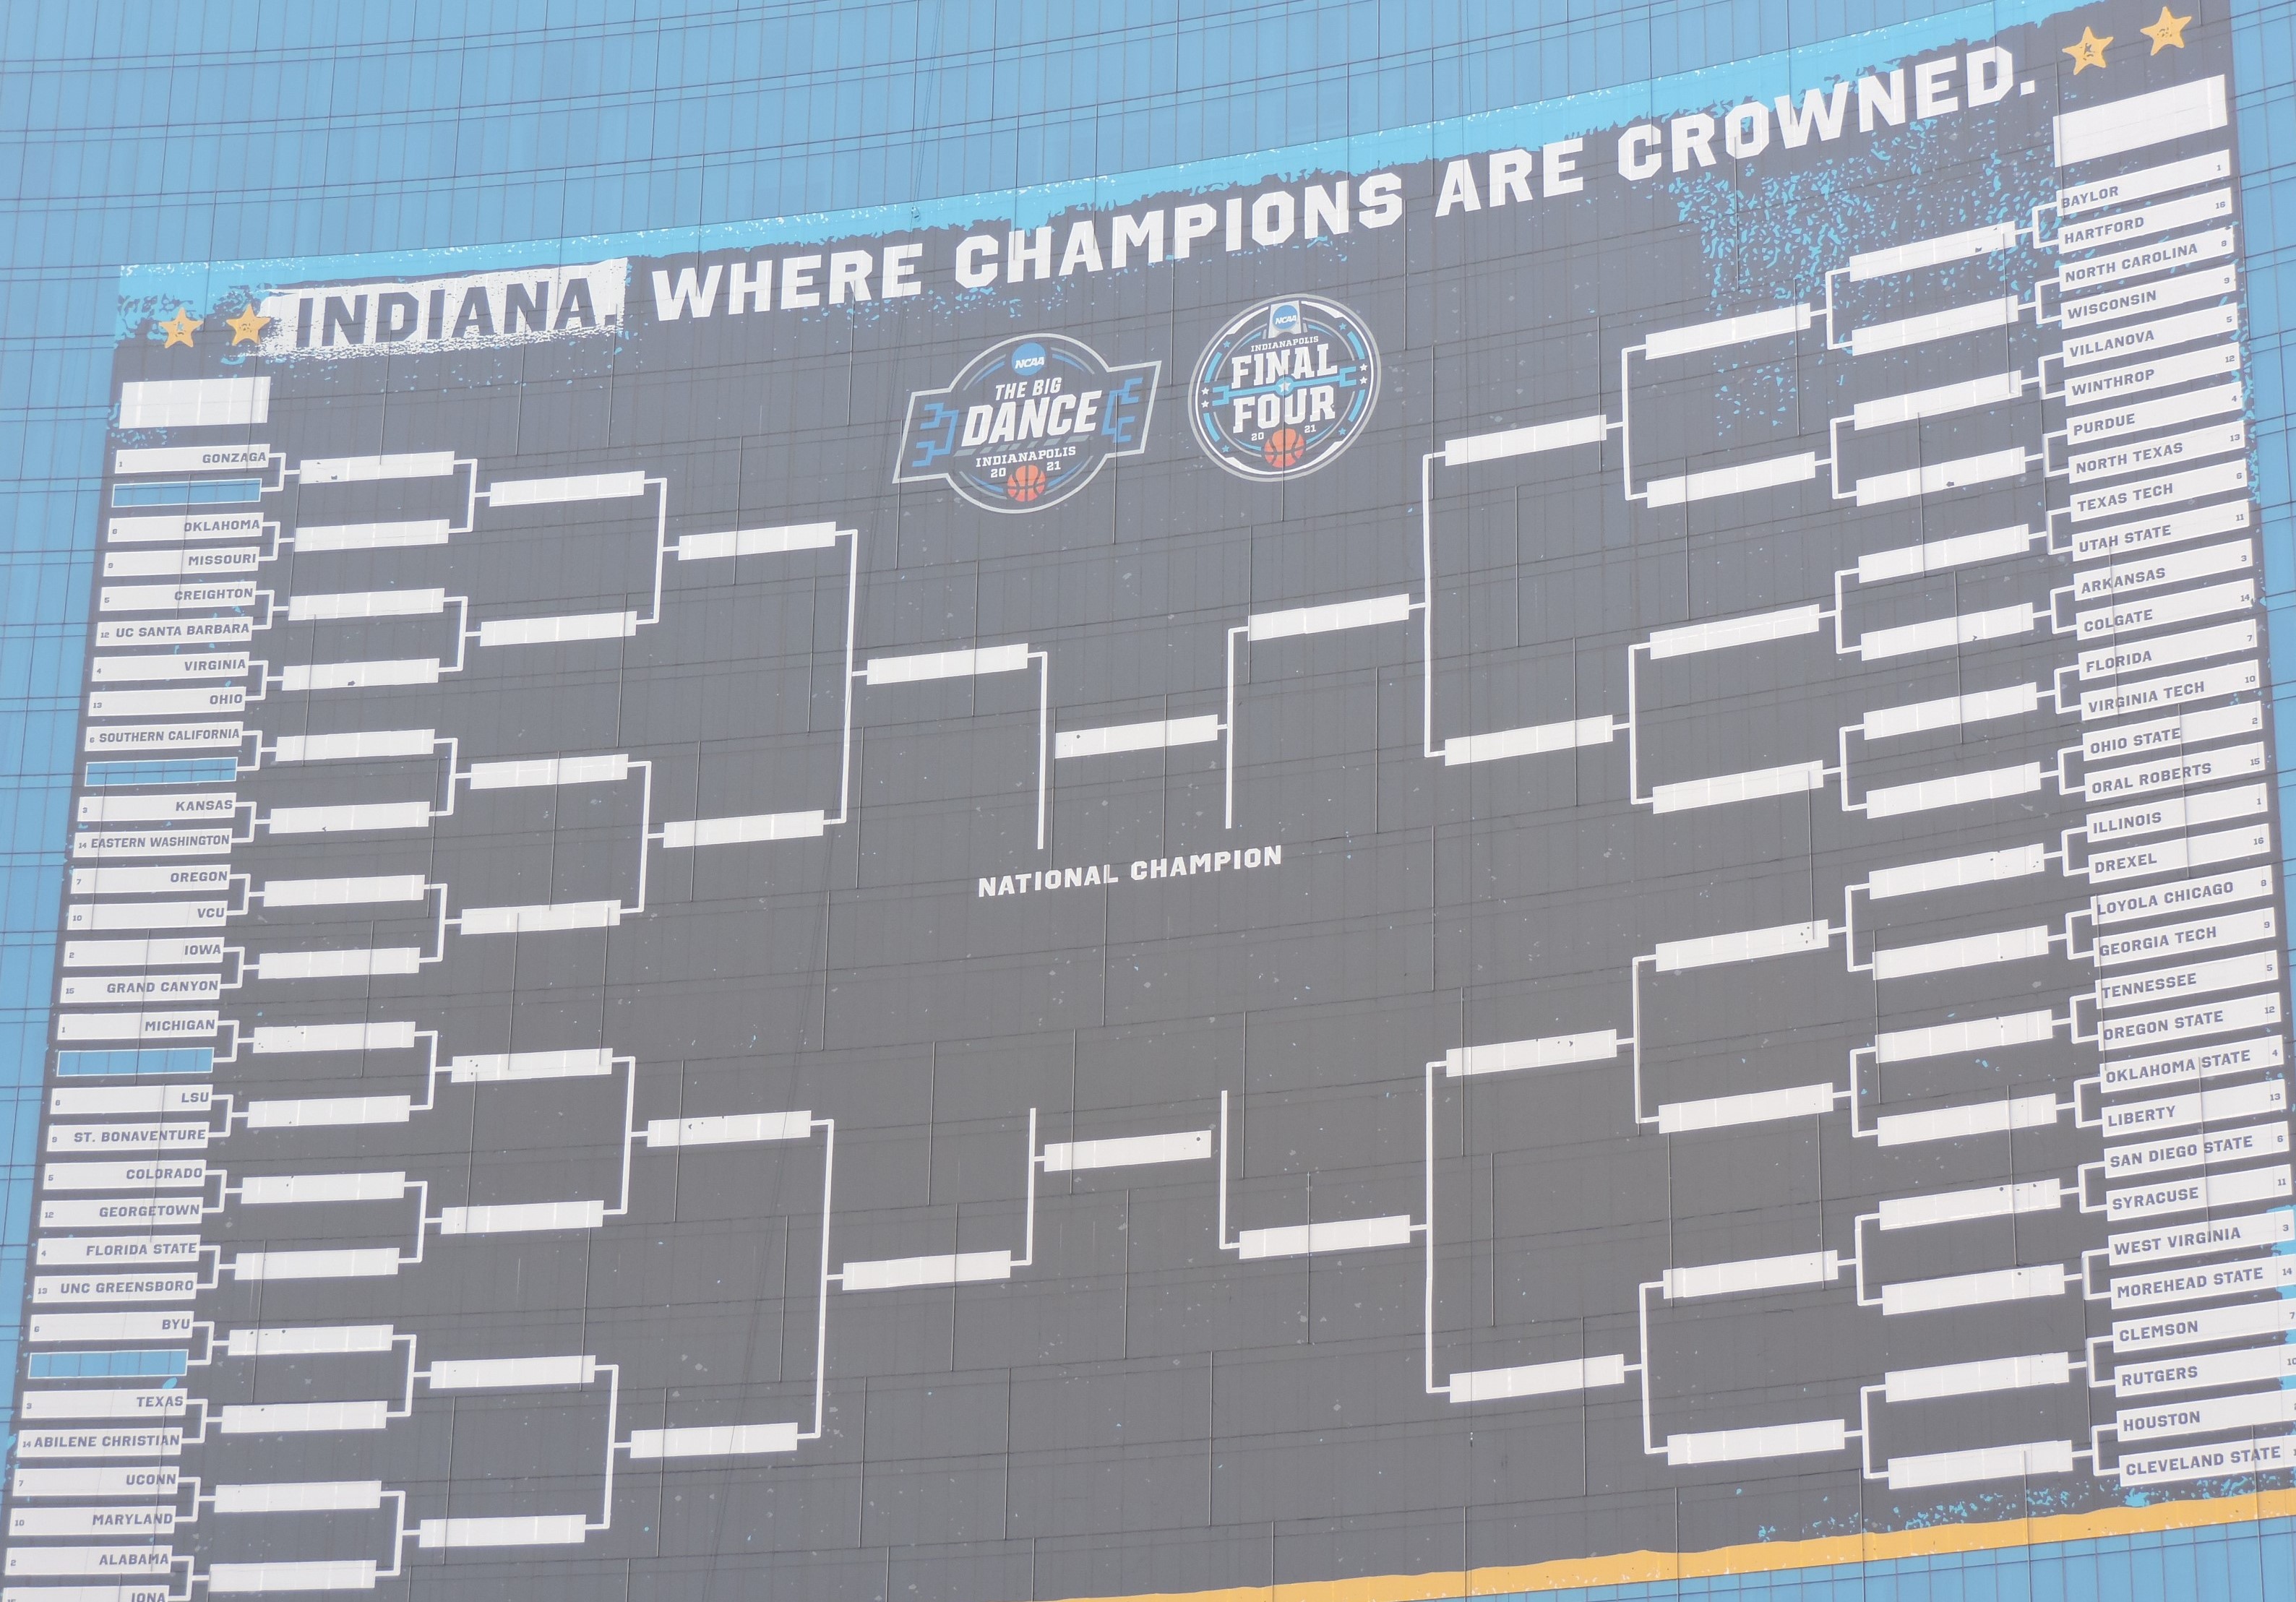 INDIANA. WHERE CHAMPIONS ARE CROWNED.
NCAA
THE BIG
DANCE
INDIANAPOLIS
20 21
NCAA
INDIANAPOLIS
FINAL
FOUR
20 21
1 GONZAGA
8 OKLAHOMA
9 MISSOURI
5 CREIGHTON
12 UC SANTA BARBARA
4 VIRGINIA
13 OHIO
6 SOUTHERN CALIFORNIA
3 KANSAS
14 EASTERN WASHINGTON
7 OREGON
10 VCU
2 IOWA
15 GRAND CANYON
1 MICHIGAN
8 LSU
9 ST. BONAVENTURE
5 COLORADO
12 GEORGETOWN
4 FLORIDA STATE
13 UNC GREENSBORO
6 BYU
3 TEXAS
14 ABILENE CHRISTIAN
7 UCONN
10 MARYLAND
2 ALABAMA
IONA
NATIONAL CHAMPION
BAYLOR 1
HARTFORD 16
NORTH CAROLINA 8
WISCONSIN 9
VILLANOVA 5
WINTHROP 12
PURDUE 4
NORTH TEXAS 13
TEXAS TECH 6
UTAH STATE 11
ARKANSAS 3
COLGATE 14
FLORIDA 7
VIRGINIA TECH 10
OHIO STATE 2
ORAL ROBERTS 15
ILLINOIS 1
DREXEL 16
LOYOLA CHICAGO 8
GEORGIA TECH 9
TENNESSEE 5
OREGON STATE 12
OKLAHOMA STATE 4
LIBERTY 13
SAN DIEGO STATE 6
SYRACUSE 11
WEST VIRGINIA 3
MOREHEAD STATE 14
CLEMSON 7
RUTGERS 10
HOUSTON
CLEVELAND STATE